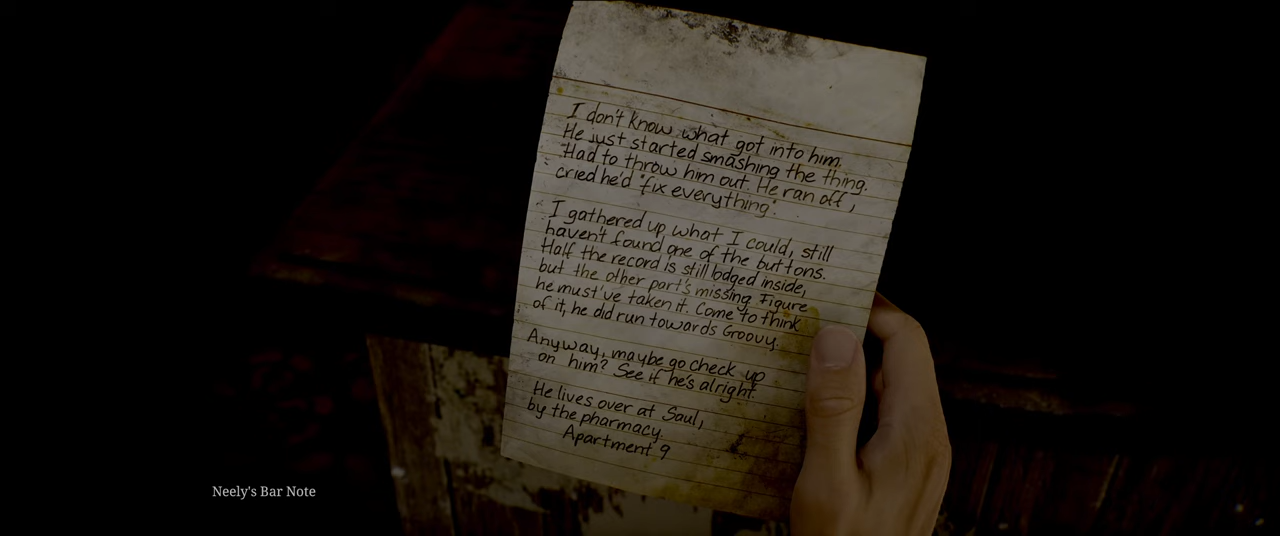 I don't know what got into him.
He just started smashing the thing.
Had to throw him out. He ran off,
cried he'd "fix everything".
I gathered up what I could, still
haven't found one of the buttons.
Half the record is still lodged inside,
but the other part's missing. Figure
he must've taken it. Come to think
of it, he did run towards Groovy.
Anyway, maybe go check up
on him? See if he's alright.
He lives over at Saul,
by the pharmacy.
Apartment 9
Neely's Bar Note